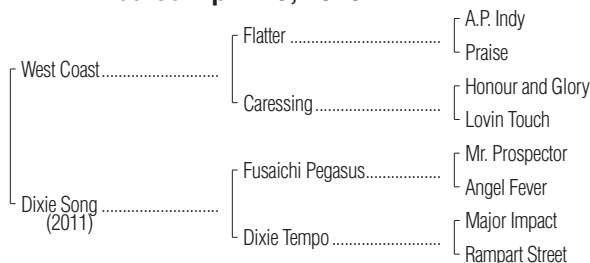 A.P. Indy
Flatter
Praise
West Coast
Honour and Glory
Caressing
Lovin Touch
Mr. Prospector
Fusaichi Pegasus
Angel Fever
Dixie Song
(2011)
Major Impact
Dixie Tempo
Rampart Street